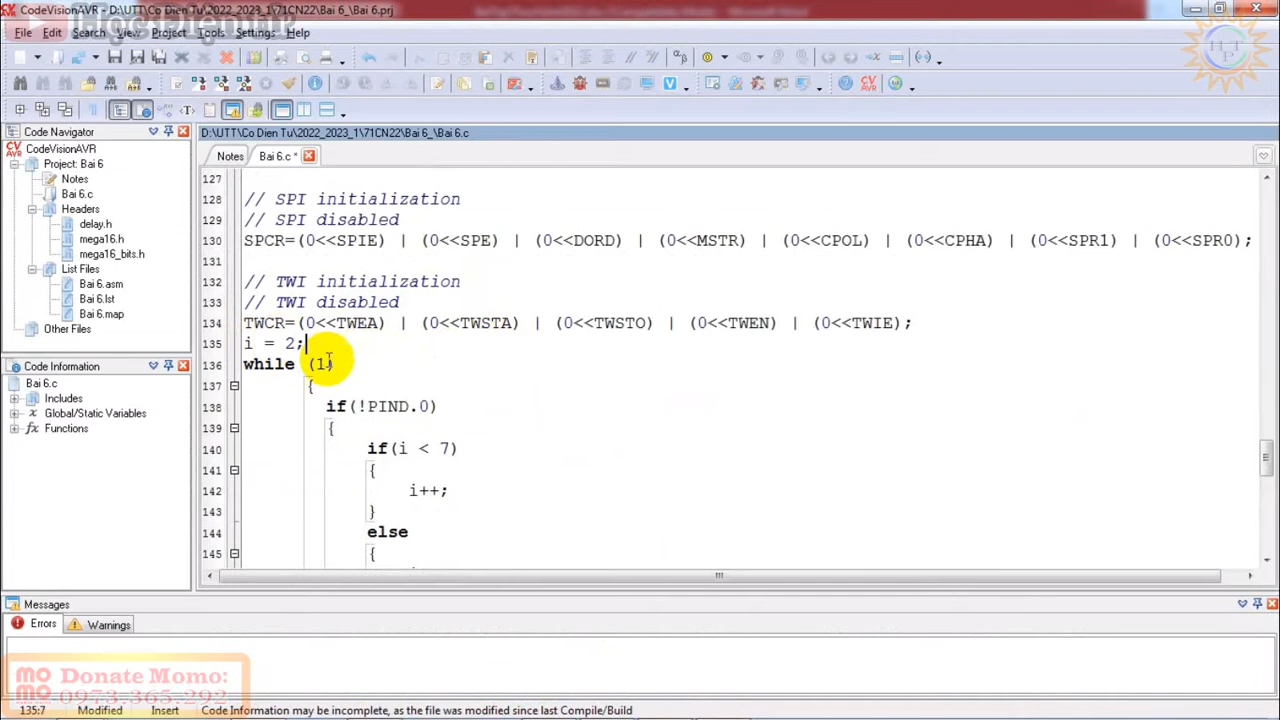 CodeVisionAVR - D:\UTT\Co Dien Tu\2022_2023_1\71CN22\Bai 6_\Bai 6.prj
File Edit Search View Project Tools Settings Help
HTP
Code Navigator
CodeVisionAVR
Project: Bai 6
Notes
Bai 6.c
Headers
delay.h
mega16.h
mega16_bits.h
List Files
Bai 6.asm
Bai 6.lst
Bai 6.map
Other Files
Code Information
Bai 6.c
Includes
Global/Static Variables
Functions
D:\UTT\Co Dien Tu\2022_2023_1\71CN22\Bai 6_\Bai 6.c
Notes Bai 6.c *
127
128 // SPI initialization
129 // SPI disabled
130 SPCR=(0<<SPIE) | (0<<SPE) | (0<<DORD) | (0<<MSTR) | (0<<CPOL) | (0<<CPHA) | (0<<SPR1) | (0<<SPR0);
131
132 // TWI initialization
133 // TWI disabled
134 TWCR=(0<<TWEA) | (0<<TWSTA) | (0<<TWSTO) | (0<<TWEN) | (0<<TWIE);
135 i = 2;
136 while (1)
137 {
138 if(!PIND.0)
139 {
140 if(i < 7)
141 {
142 i++;
143 }
144 else
145 {
Messages
Errors Warnings
MO Donate Momo:
MO 0973.365.292
135:7 Modified Insert Code Information may be incomplete, as the file was modified since last Compile/Build